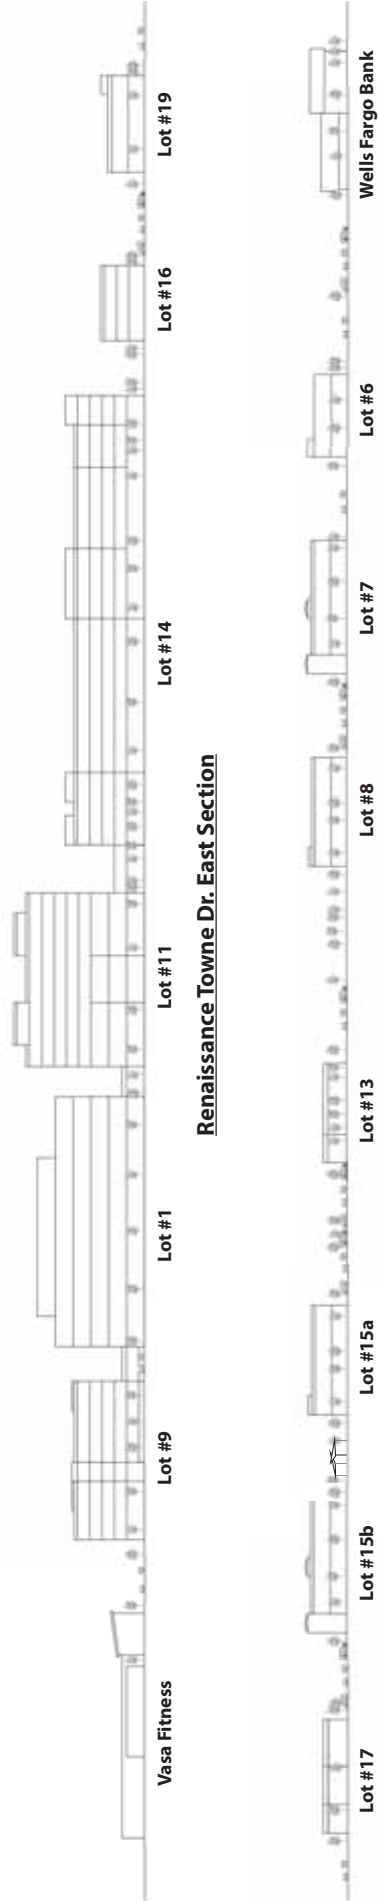 Vasa Fitness
Lot #9
Lot #1
Lot #11
Lot #14
Lot #16
Lot #19
Renaissance Towne Dr. East Section
Lot #17
Lot #15b
Lot #15a
Lot #13
Lot #8
Lot #7
Lot #6
Wells Fargo Bank